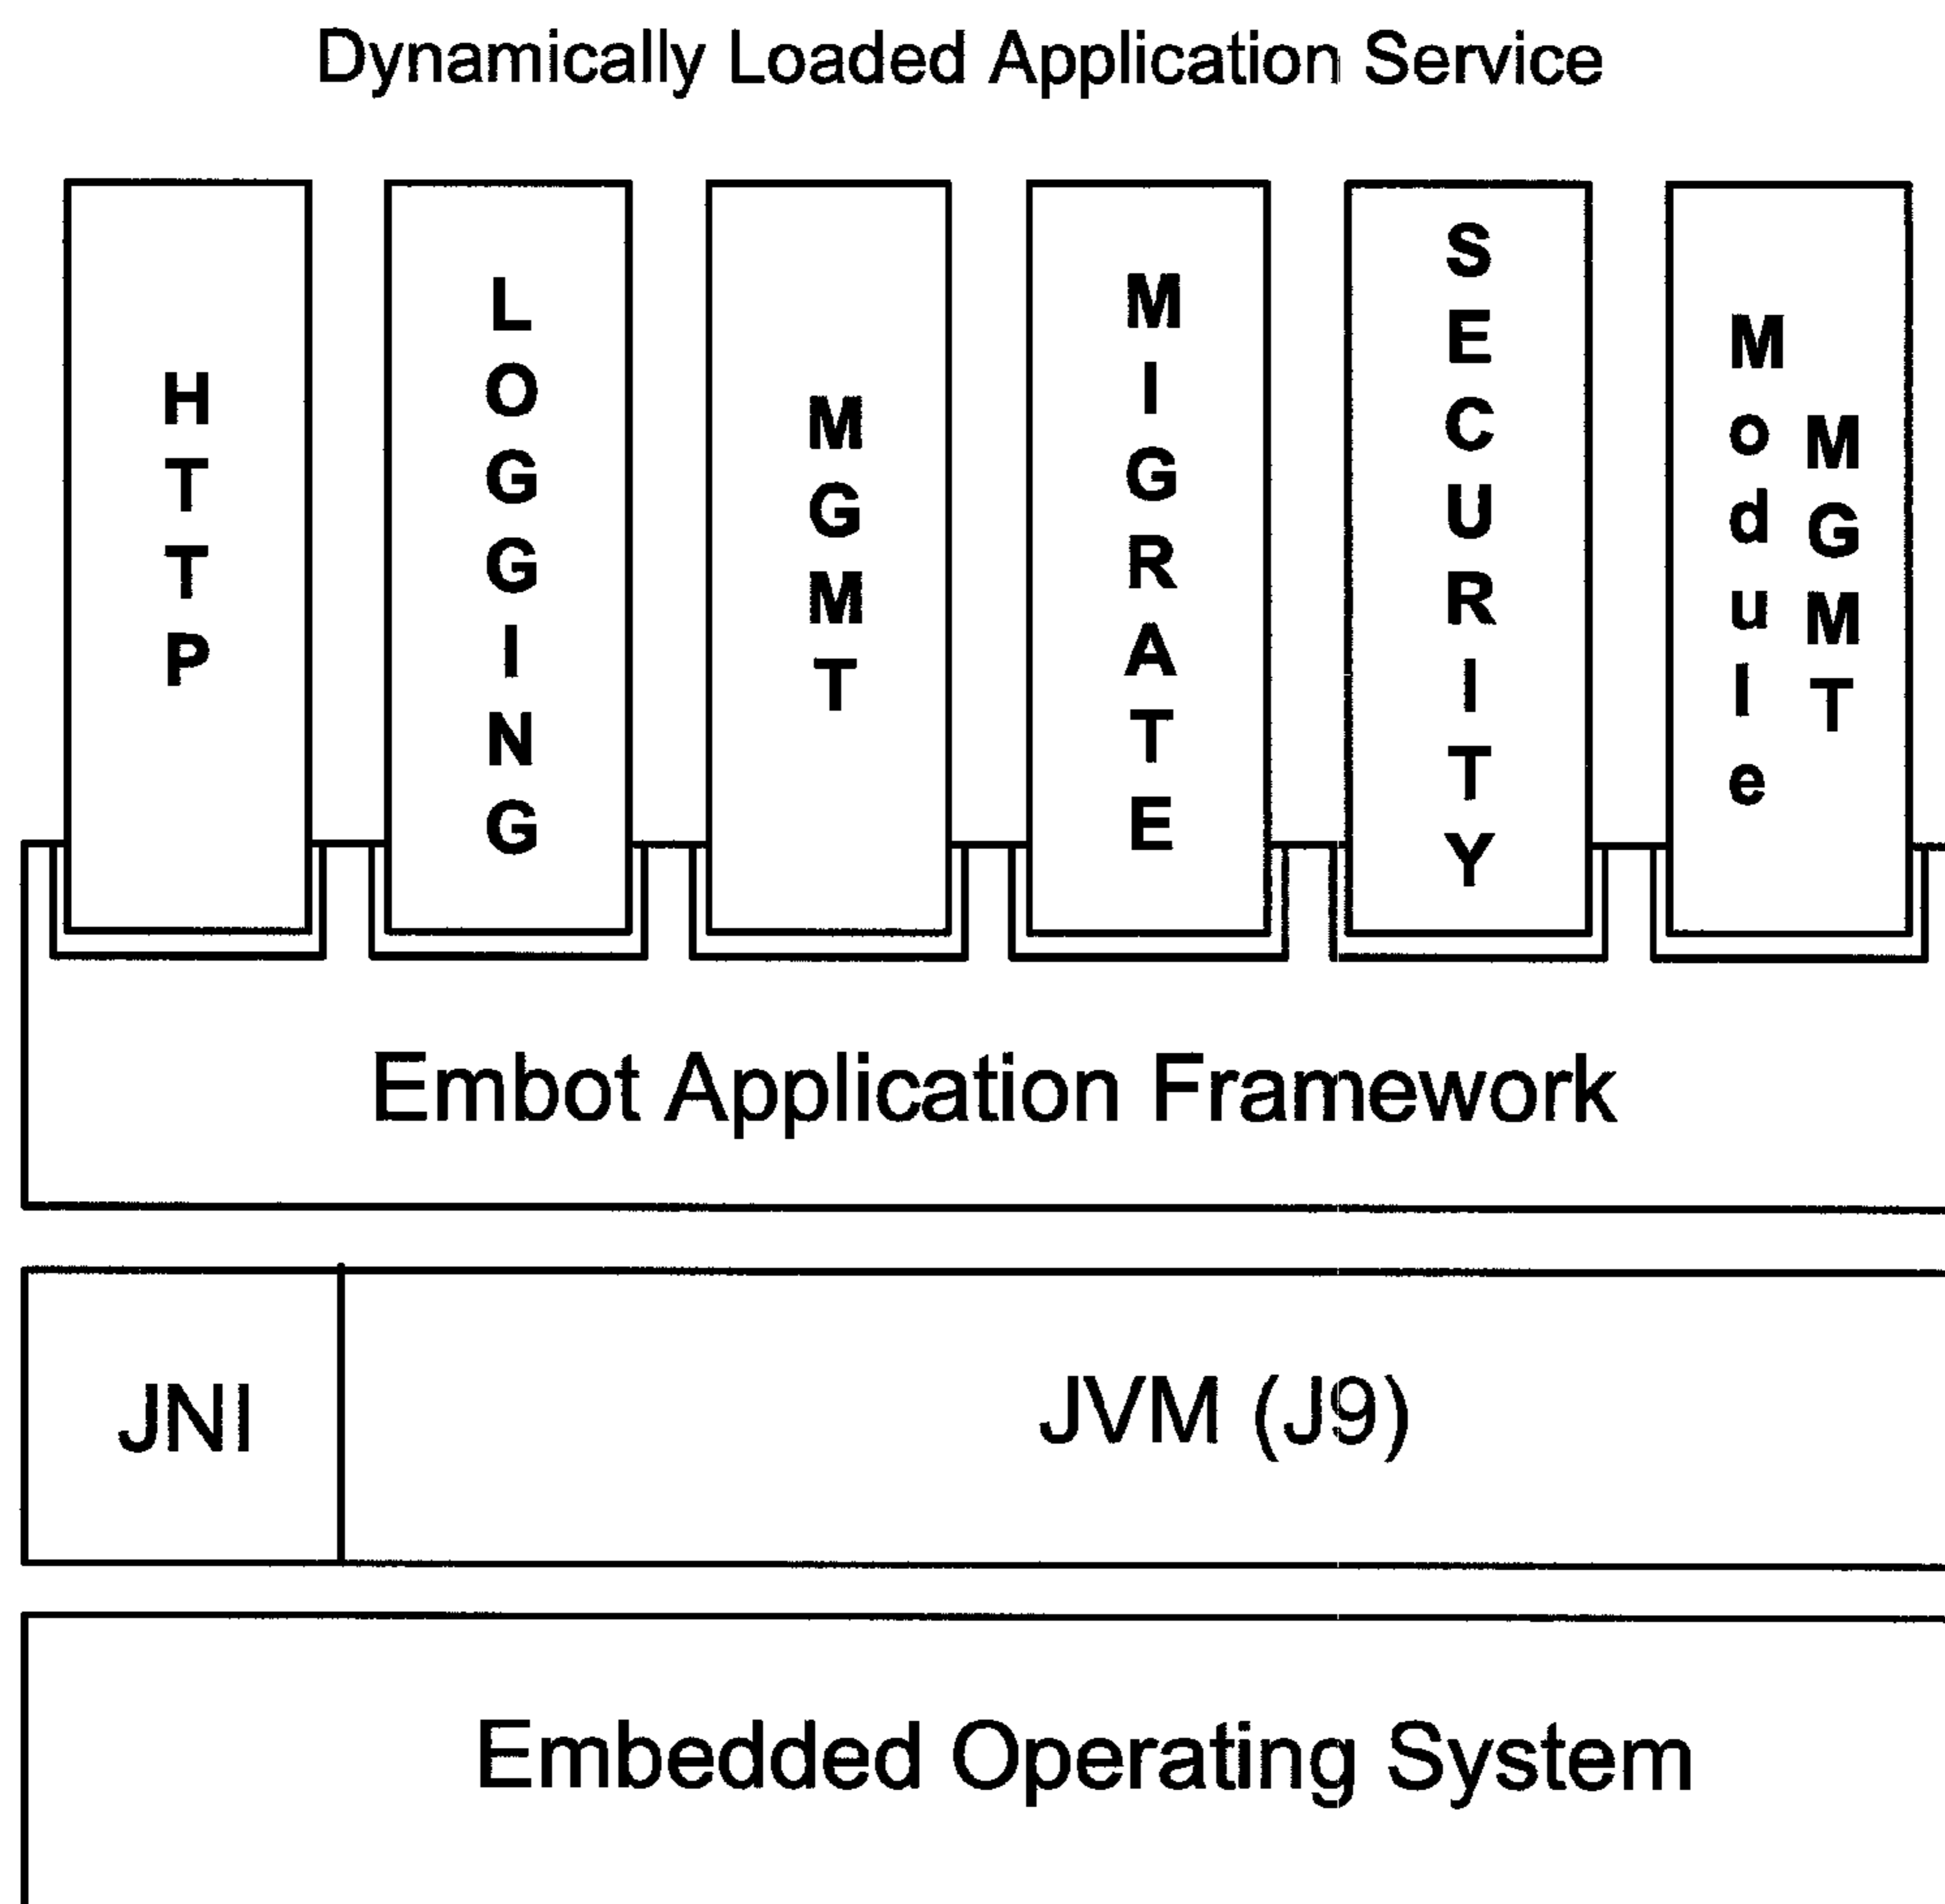 Dynamically Loaded Application Service
HTTP
LOGGING
MGMT
MIGRATE
SECURITY
Module
MGMT
Embot Application Framework
JNI
JVM (J9)
Embedded Operating System